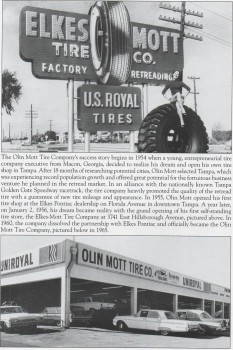 ELKES MOTT
TIRE CO.
FACTORY RETREADING
U.S. ROYAL
TIRES
The Olin Mott Tire Company's success story begins in 1954 when a young, entrepreneurial tire
company executive from Macon, Georgia, decided to realize his dream and open his own tire
shop in Tampa. After 18 months of researching potential cities, Olin Mott selected Tampa, which
was experiencing record population growth and offered great potential for the fortuitous business
venture he planned in the retread market. In an alliance with the nationally known Tampa
Golden Gate Speedway racetrack, the tire company heavily promoted the quality of the retread
tire with a guarantee of new tire mileage and appearance. In 1955, Olin Mott opened his first
tire shop at the Elkes Pontiac dealership on Florida Avenue in downtown Tampa. A year later,
on January 2, 1956, his dream became reality with the grand opening of his first self-standing
tire store, the Elkes-Mott Tire Company at 3741 East Hillsborough Avenue, pictured above. In
1960, the company dissolved the partnership with Elkes Pontiac and officially became the Olin
Mott Tire Company, pictured below in 1965.
UNIROYAL
OLIN MOTT TIRE CO.
UNIROYAL